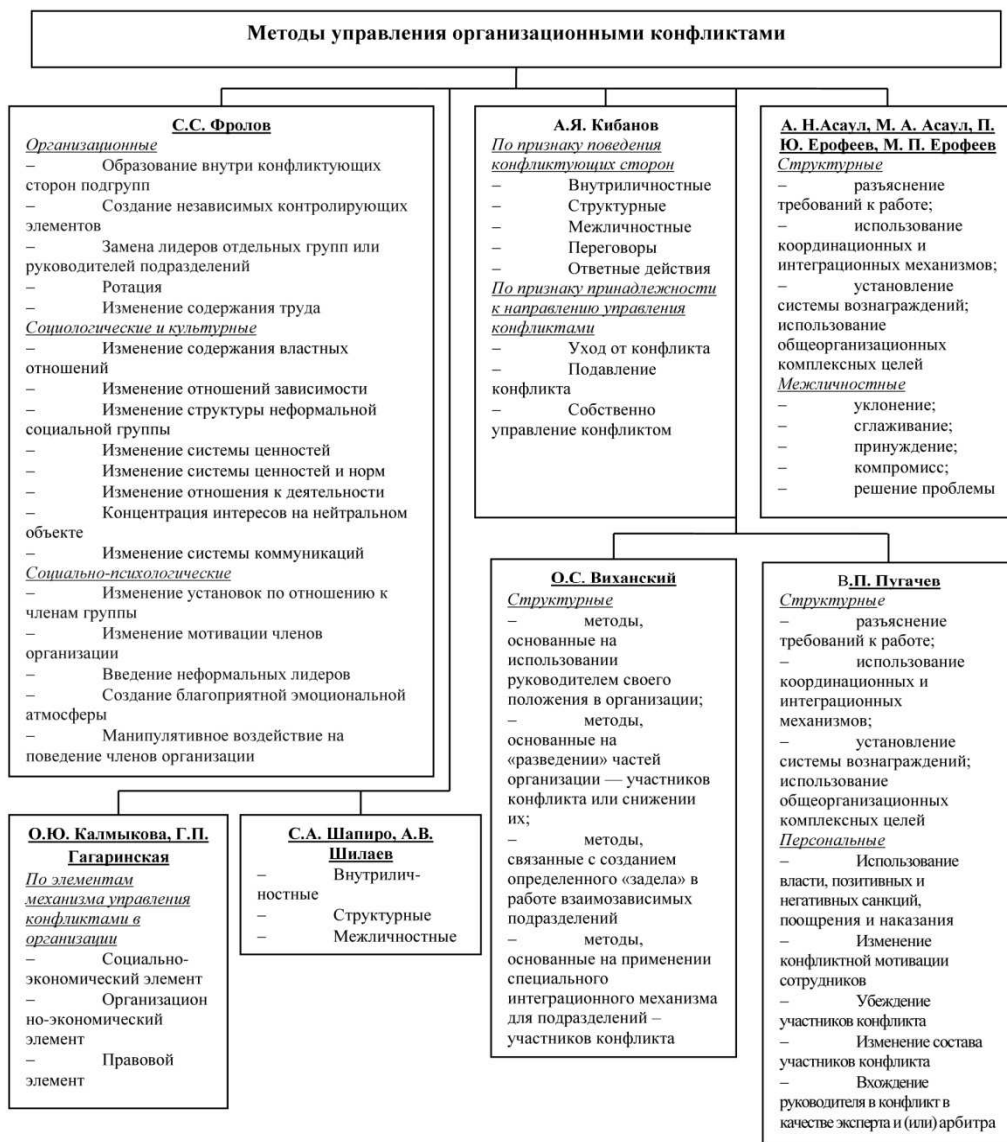 Методы управления организационными конфликтами
С.С. Фролов
Организационные
– Образование внутри конфликтующих
сторон подгрупп
– Создание независимых контролирующих
элементов
– Замена лидеров отдельных групп или
руководителей подразделений
– Ротация
– Изменение содержания труда
Социологические и культурные
– Изменение содержания властных
отношений
– Изменение отношений зависимости
– Изменение структуры неформальной
социальной группы
– Изменение системы ценностей
– Изменение системы ценностей и норм
– Изменение отношения к деятельности
– Концентрация интересов на нейтральном
объекте
– Изменение системы коммуникаций
Социально-психологические
– Изменение установок по отношению к
членам группы
– Изменение мотивации членов
организации
– Введение неформальных лидеров
– Создание благоприятной эмоциональной
атмосферы
– Манипулятивное воздействие на
поведение членов организации
А.Я. Кибанов
По признаку поведения
конфликтующих сторон
– Внутриличностные
– Структурные
– Межличностные
– Переговоры
– Ответные действия
По признаку принадлежности
к направлению управления
конфликтами
– Уход от конфликта
– Подавление
конфликта
– Собственно
управление конфликтом
А. Н.Асаул, М. А. Асаул, П.
Ю. Ерофеев, М. П. Ерофеев
Структурные
– разъяснение
требований к работе;
– использование
координационных и
интеграционных механизмов;
– установление
системы вознаграждений;
использование
общеорганизационных
комплексных целей
Межличностные
– уклонение;
– сглаживание;
– принуждение;
– компромисс;
– решение проблемы
О.Ю. Калмыкова, Г.П.
Гагаринская
По элементам
механизма управления
конфликтами в
организации
– Социально-
экономический элемент
– Организацион
но-экономический
элемент
– Правовой
элемент
С.А. Шапиро, А.В.
Шилаев
– Внутрилич-
ностные
– Структурные
– Межличностные
О.С. Виханский
Структурные
– методы,
основанные на
использовании
руководителем своего
положения в организации;
– методы,
основанные на
«разведении» частей
организации — участников
конфликта или снижении
их;
– методы,
связанные с созданием
определенного «задела» в
работе взаимозависимых
подразделений
– методы,
основанные на применении
специального
интеграционного механизма
для подразделений –
участников конфликта
В.П. Пугачев
Структурные
– разъяснение
требований к работе;
– использование
координационных и
интеграционных
механизмов;
– установление
системы вознаграждений;
использование
общеорганизационных
комплексных целей
Персональные
– Использование
власти, позитивных и
негативных санкций,
поощрения и наказания
– Изменение
конфликтной мотивации
сотрудников
– Убеждение
участников конфликта
– Изменение состава
участников конфликта
– Вхождение
руководителя в конфликт в
качестве эксперта и (или) арбитра